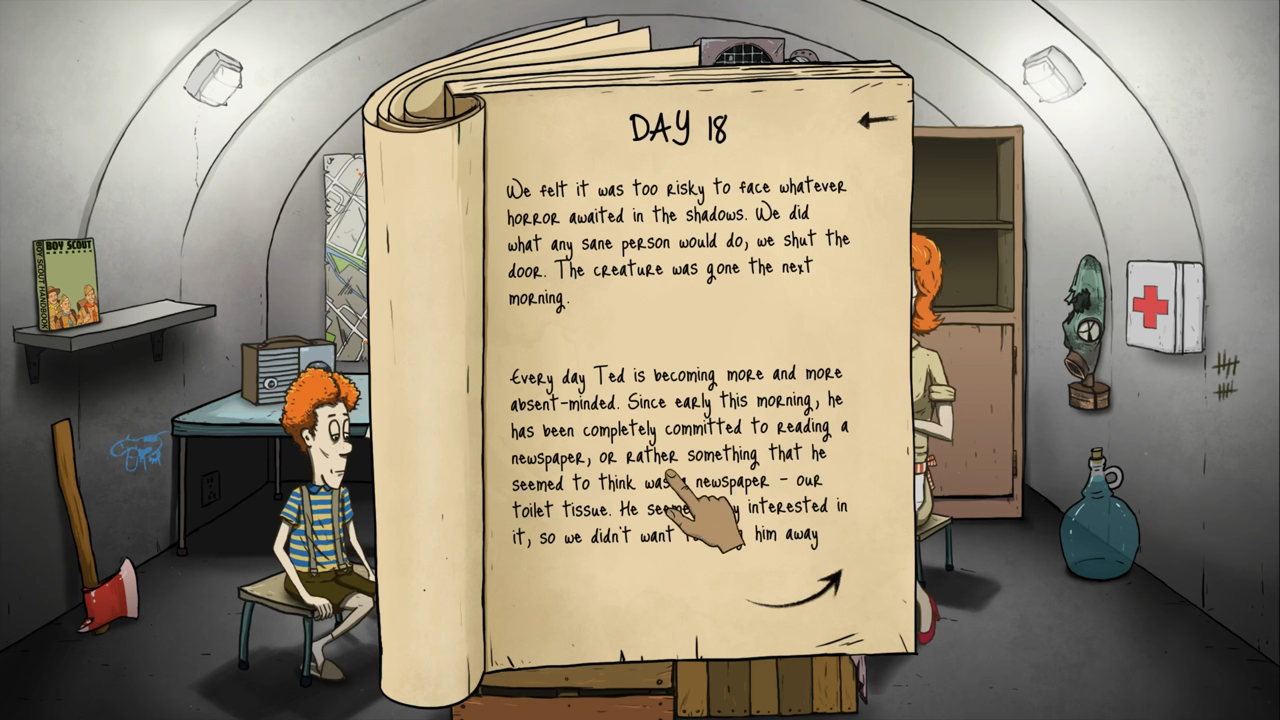 DAY 18
We felt it was too risky to face whatever
horror awaited in the shadows. We did
what any sane person would do, we shut the
door. The creature was gone the next
morning.
Every day Ted is becoming more and more
absent-minded. Since early this morning, he
has been completely committed to reading a
newspaper, or rather something that he
seemed to think was newspaper - our
toilet tissue. He interested in
it, so we didn't want him away
BOY SCOUT
BOY SCOUT HANDBOOK